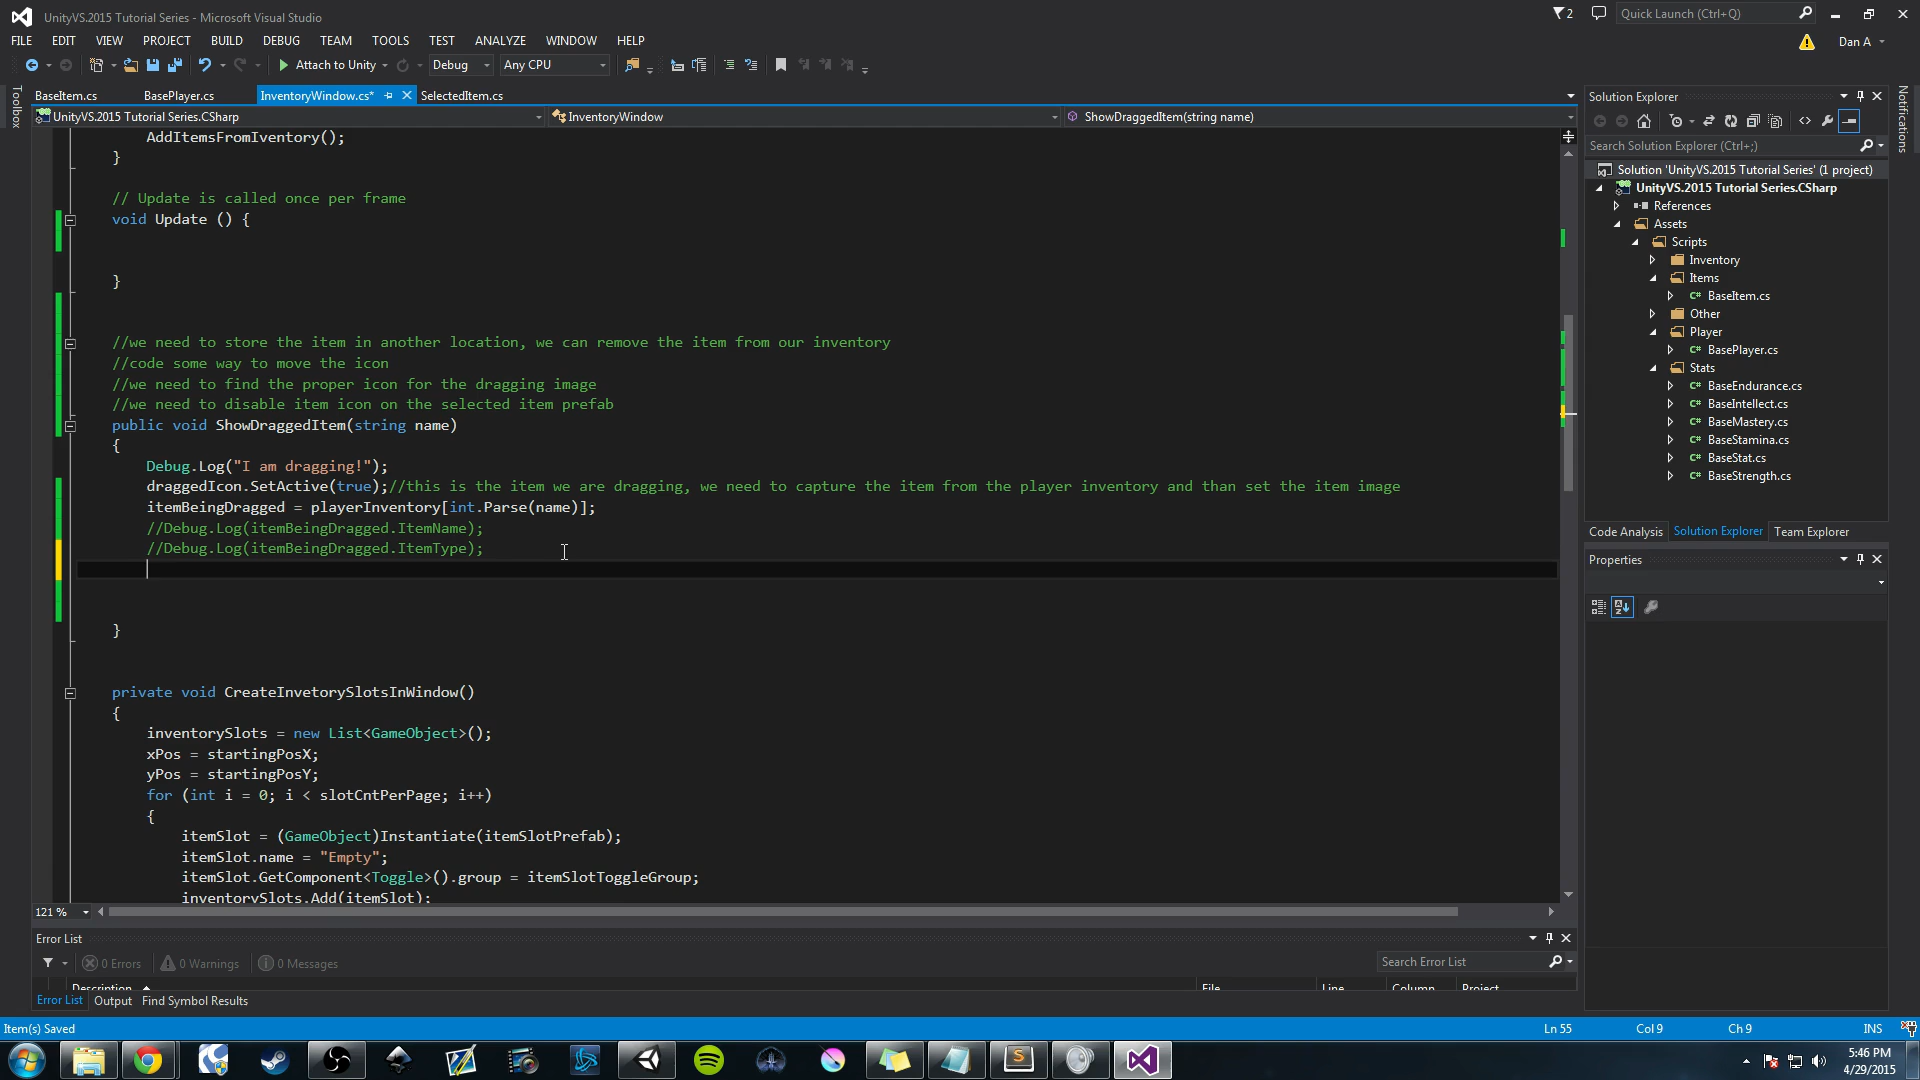 UnityVS.2015 Tutorial Series - Microsoft Visual Studio
2
Quick Launch (Ctrl+Q)
FILE EDIT VIEW PROJECT BUILD DEBUG TEAM TOOLS TEST ANALYZE WINDOW HELP
Dan A
Attach to Unity Debug Any CPU
Toolbox
BaseItem.cs BasePlayer.cs InventoryWindow.cs* SelectedItem.cs
UnityVS.2015 Tutorial Series.CSharp InventoryWindow ShowDraggedItem(string name)
AddItemsFromIventory();
}
// Update is called once per frame
void Update () {
}
//we need to store the item in another location, we can remove the item from our inventory
//code some way to move the icon
//we need to find the proper icon for the dragging image
//we need to disable item icon on the selected item prefab
public void ShowDraggedItem(string name)
{
Debug.Log("I am dragging!");
draggedIcon.SetActive(true);//this is the item we are dragging, we need to capture the item from the player inventory and than set the item image
itemBeingDragged = playerInventory[int.Parse(name)];
//Debug.Log(itemBeingDragged.ItemName);
//Debug.Log(itemBeingDragged.ItemType);
}
private void CreateInvetorySlotsInWindow()
{
inventorySlots = new List<GameObject>();
xPos = startingPosX;
yPos = startingPosY;
for (int i = 0; i < slotCntPerPage; i++)
{
itemSlot = (GameObject)Instantiate(itemSlotPrefab);
itemSlot.name = "Empty";
itemSlot.GetComponent<Toggle>().group = itemSlotToggleGroup;
inventorySlots.Add(itemSlot);
121 %
Error List
0 Errors 0 Warnings 0 Messages
Search Error List
Description File Line Column Project
Error List Output Find Symbol Results
Solution Explorer
Search Solution Explorer (Ctrl+;)
Solution 'UnityVS.2015 Tutorial Series' (1 project)
UnityVS.2015 Tutorial Series.CSharp
References
Assets
Scripts
Inventory
Items
C# BaseItem.cs
Other
Player
C# BasePlayer.cs
Stats
C# BaseEndurance.cs
C# BaseIntellect.cs
C# BaseMastery.cs
C# BaseStamina.cs
C# BaseStat.cs
C# BaseStrength.cs
Code Analysis Solution Explorer Team Explorer
Properties
Notifications
Item(s) Saved Ln 55 Col 9 Ch 9 INS
5:46 PM
4/29/2015